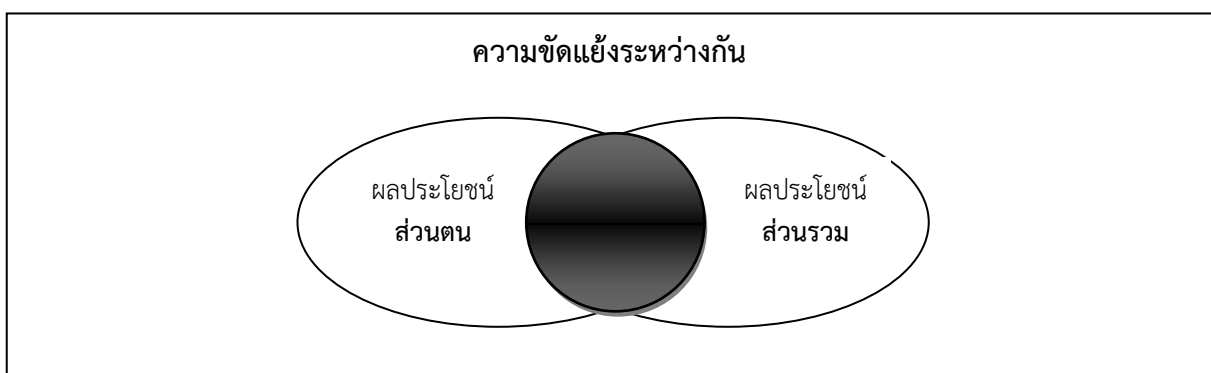 ความขัดแย้งระหว่างกัน
ผลประโยชน์
ส่วนตน
ผลประโยชน์
ส่วนรวม